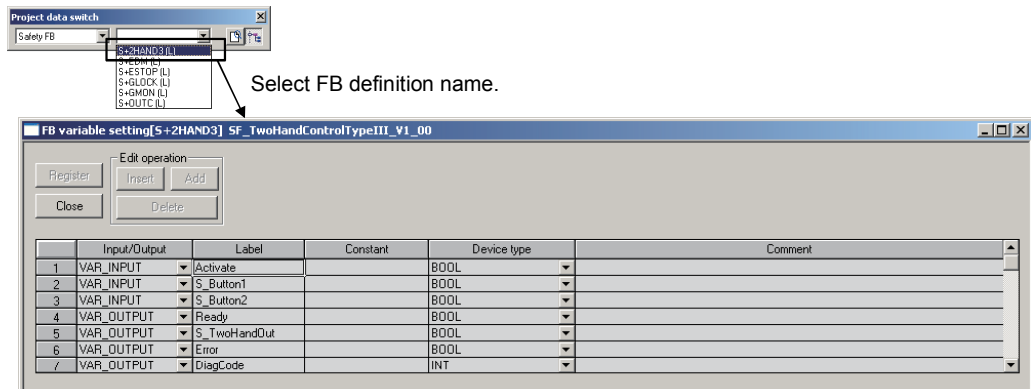 Project data switch
Safety FB
S+2HAND3 (L)
S+EDM (L)
S+ESTOP (L)
S+GLOCK (L)
S+GMON (L)
S+OUTC (L)
Select FB definition name.
FB variable setting[S+2HAND3] SF_TwoHandControlTypeIII_V1_00
Edit operation
Register Insert Add
Close Delete
Input/Output Label Constant Device type Comment
1 VAR_INPUT Activate BOOL
2 VAR_INPUT S_Button1 BOOL
3 VAR_INPUT S_Button2 BOOL
4 VAR_OUTPUT Ready BOOL
5 VAR_OUTPUT S_TwoHandOut BOOL
6 VAR_OUTPUT Error BOOL
7 VAR_OUTPUT DiagCode INT